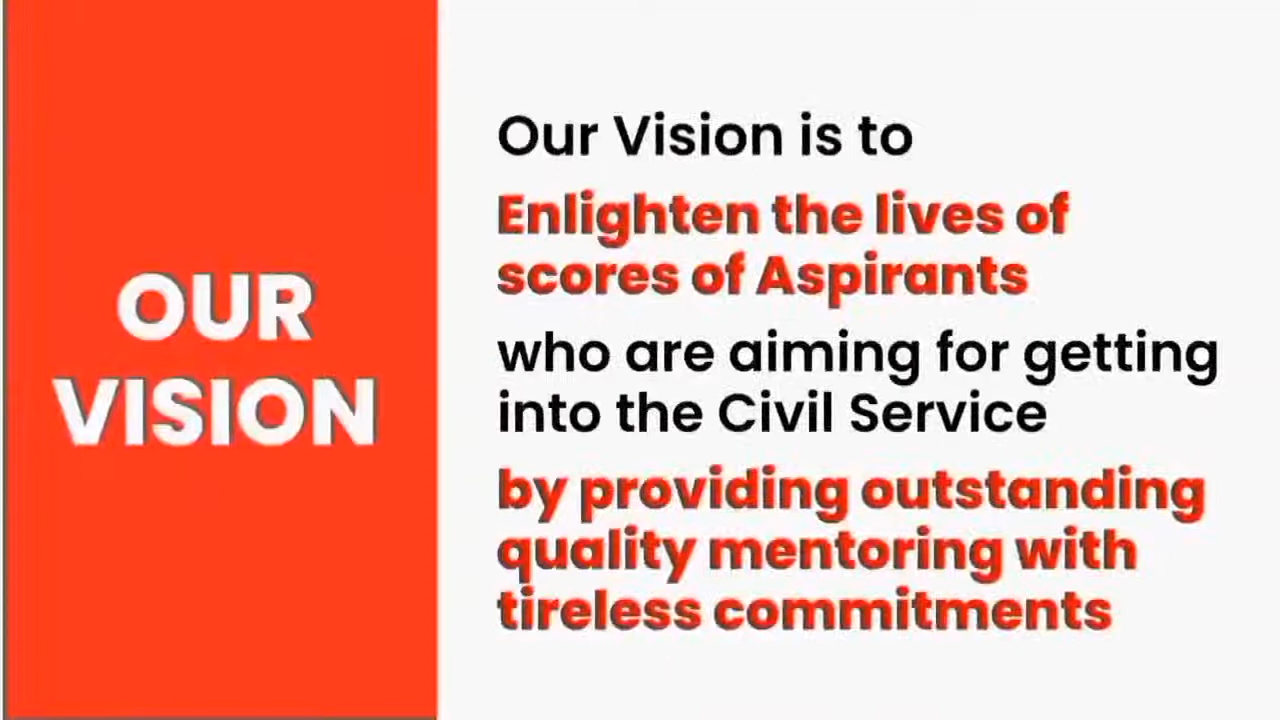 OUR
VISION
Our Vision is to
Enlighten the lives of
scores of Aspirants
who are aiming for getting
into the Civil Service
by providing outstanding
quality mentoring with
tireless commitments